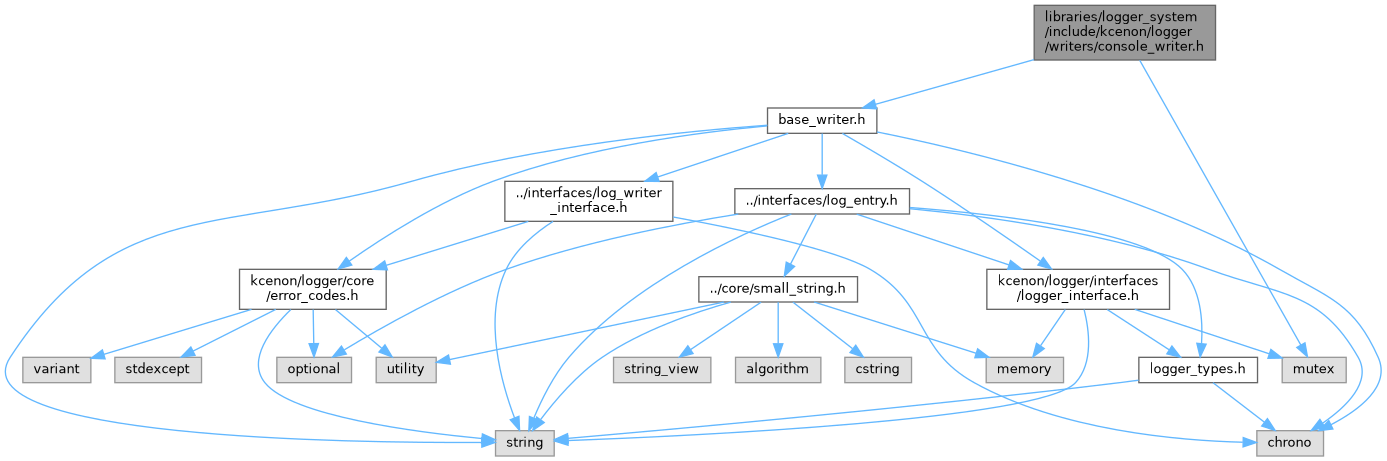 libraries/logger_system
/include/kcenon/logger
/writers/console_writer.h
base_writer.h
../interfaces/log_writer
_interface.h
../interfaces/log_entry.h
kcenon/logger/core
/error_codes.h
../core/small_string.h
kcenon/logger/interfaces
/logger_interface.h
variant
stdexcept
optional
utility
string_view
algorithm
cstring
memory
logger_types.h
mutex
string
chrono